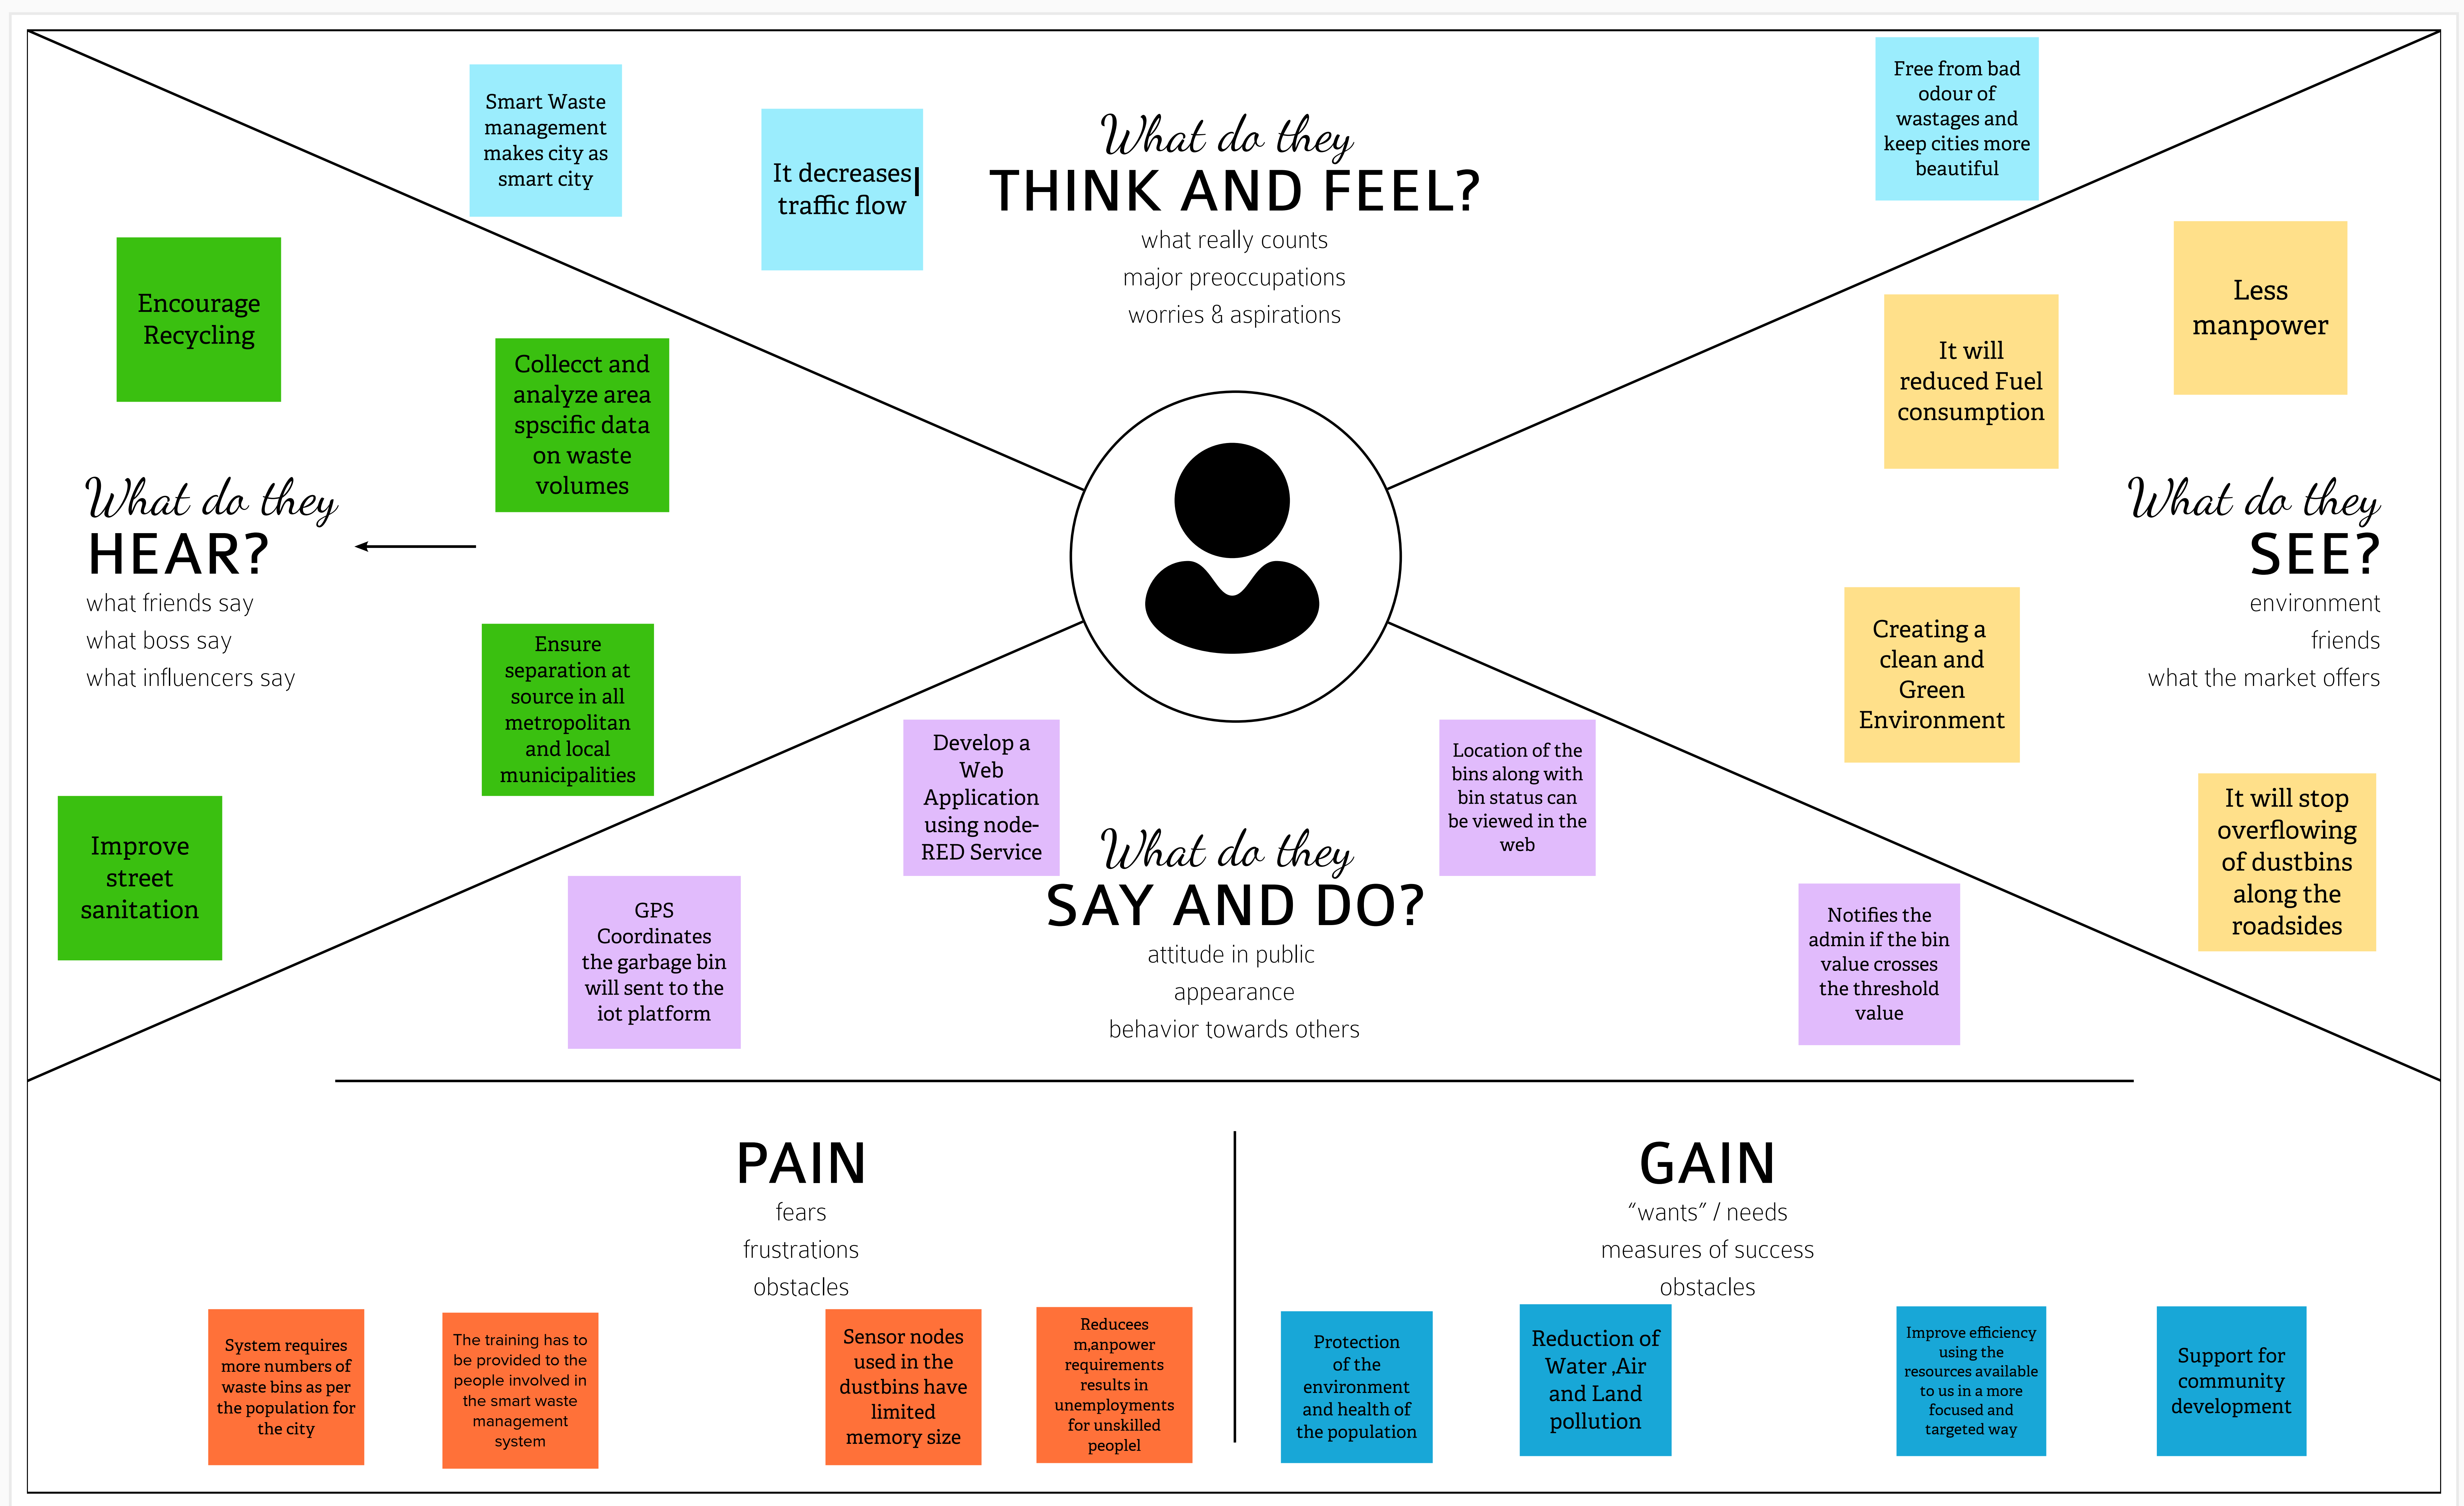 Smart Waste
management
makes city as
smart city
It decreases
traffic flow
What do they
THINK AND FEEL?
what really counts
major preoccupations
worries & aspirations
Free from bad
odour of
wastages and
keep cities more
beautiful
Encourage
Recycling
Collecct and
analyze area
spscific data
on waste
volumes
What do they
HEAR?
what friends say
what boss say
what influencers say
Ensure
separation at
source in all
metropolitan
and local
municipalities
Improve
street
sanitation
It will
reduced Fuel
consumption
Less
manpower
What do they
SEE?
environment
friends
what the market offers
Creating a
clean and
Green
Environment
It will stop
overflowing
of dustbins
along the
roadsides
GPS
Coordinates
the garbage bin
will sent to the
iot platform
Develop a
Web
Application
using node-
RED Service
What do they
SAY AND DO?
attitude in public
appearance
behavior towards others
Location of the
bins along with
bin status can
be viewed in the
web
Notifies the
admin if the bin
value crosses
the threshold
value
PAIN
fears
frustrations
obstacles
System requires
more numbers of
waste bins as per
the population for
the city
The training has to
be provided to the
people involved in
the smart waste
management
system
Sensor nodes
used in the
dustbins have
limited
memory size
Reducees
m,anpower
requirements
results in
unemployments
for unskilled
peoplel
GAIN
“wants” / needs
measures of success
obstacles
Protection
of the
environment
and health of
the population
Reduction of
Water ,Air
and Land
pollution
Improve efficiency
using the
resources available
to us in a more
focused and
targeted way
Support for
community
development